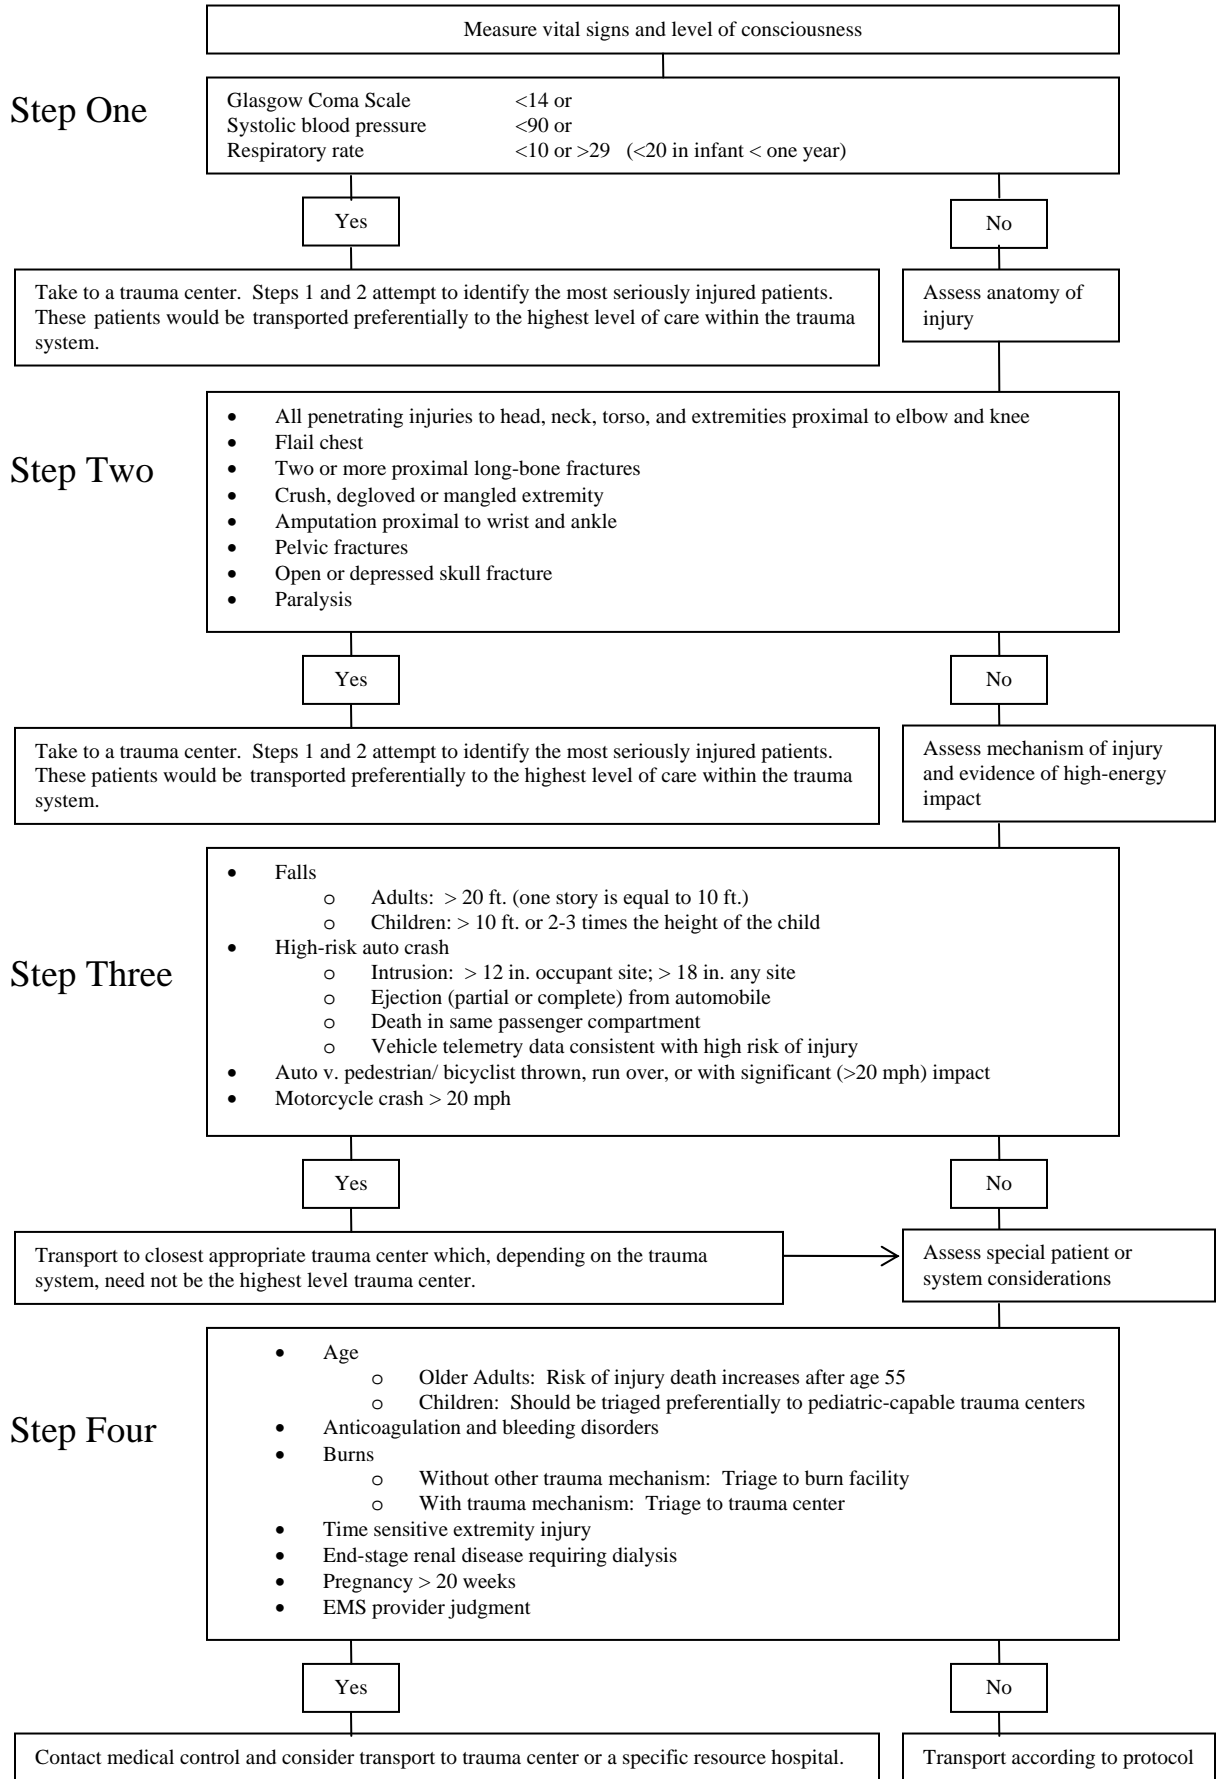 Measure vital signs and level of consciousness
Step One
Glasgow Coma Scale <14 or
Systolic blood pressure <90 or
Respiratory rate <10 or >29 (<20 in infant < one year)
Yes
No
Take to a trauma center. Steps 1 and 2 attempt to identify the most seriously injured patients.
These patients would be transported preferentially to the highest level of care within the trauma
system.
Assess anatomy of
injury
Step Two
• All penetrating injuries to head, neck, torso, and extremities proximal to elbow and knee
• Flail chest
• Two or more proximal long-bone fractures
• Crush, degloved or mangled extremity
• Amputation proximal to wrist and ankle
• Pelvic fractures
• Open or depressed skull fracture
• Paralysis
Yes
No
Take to a trauma center. Steps 1 and 2 attempt to identify the most seriously injured patients.
These patients would be transported preferentially to the highest level of care within the trauma
system.
Assess mechanism of injury
and evidence of high-energy
impact
Step Three
• Falls
o Adults: > 20 ft. (one story is equal to 10 ft.)
o Children: > 10 ft. or 2-3 times the height of the child
• High-risk auto crash
o Intrusion: > 12 in. occupant site; > 18 in. any site
o Ejection (partial or complete) from automobile
o Death in same passenger compartment
o Vehicle telemetry data consistent with high risk of injury
• Auto v. pedestrian/ bicyclist thrown, run over, or with significant (>20 mph) impact
• Motorcycle crash > 20 mph
Yes
No
Transport to closest appropriate trauma center which, depending on the trauma
system, need not be the highest level trauma center.
Assess special patient or
system considerations
Step Four
• Age
o Older Adults: Risk of injury death increases after age 55
o Children: Should be triaged preferentially to pediatric-capable trauma centers
• Anticoagulation and bleeding disorders
• Burns
o Without other trauma mechanism: Triage to burn facility
o With trauma mechanism: Triage to trauma center
• Time sensitive extremity injury
• End-stage renal disease requiring dialysis
• Pregnancy > 20 weeks
• EMS provider judgment
Yes
No
Contact medical control and consider transport to trauma center or a specific resource hospital.
Transport according to protocol